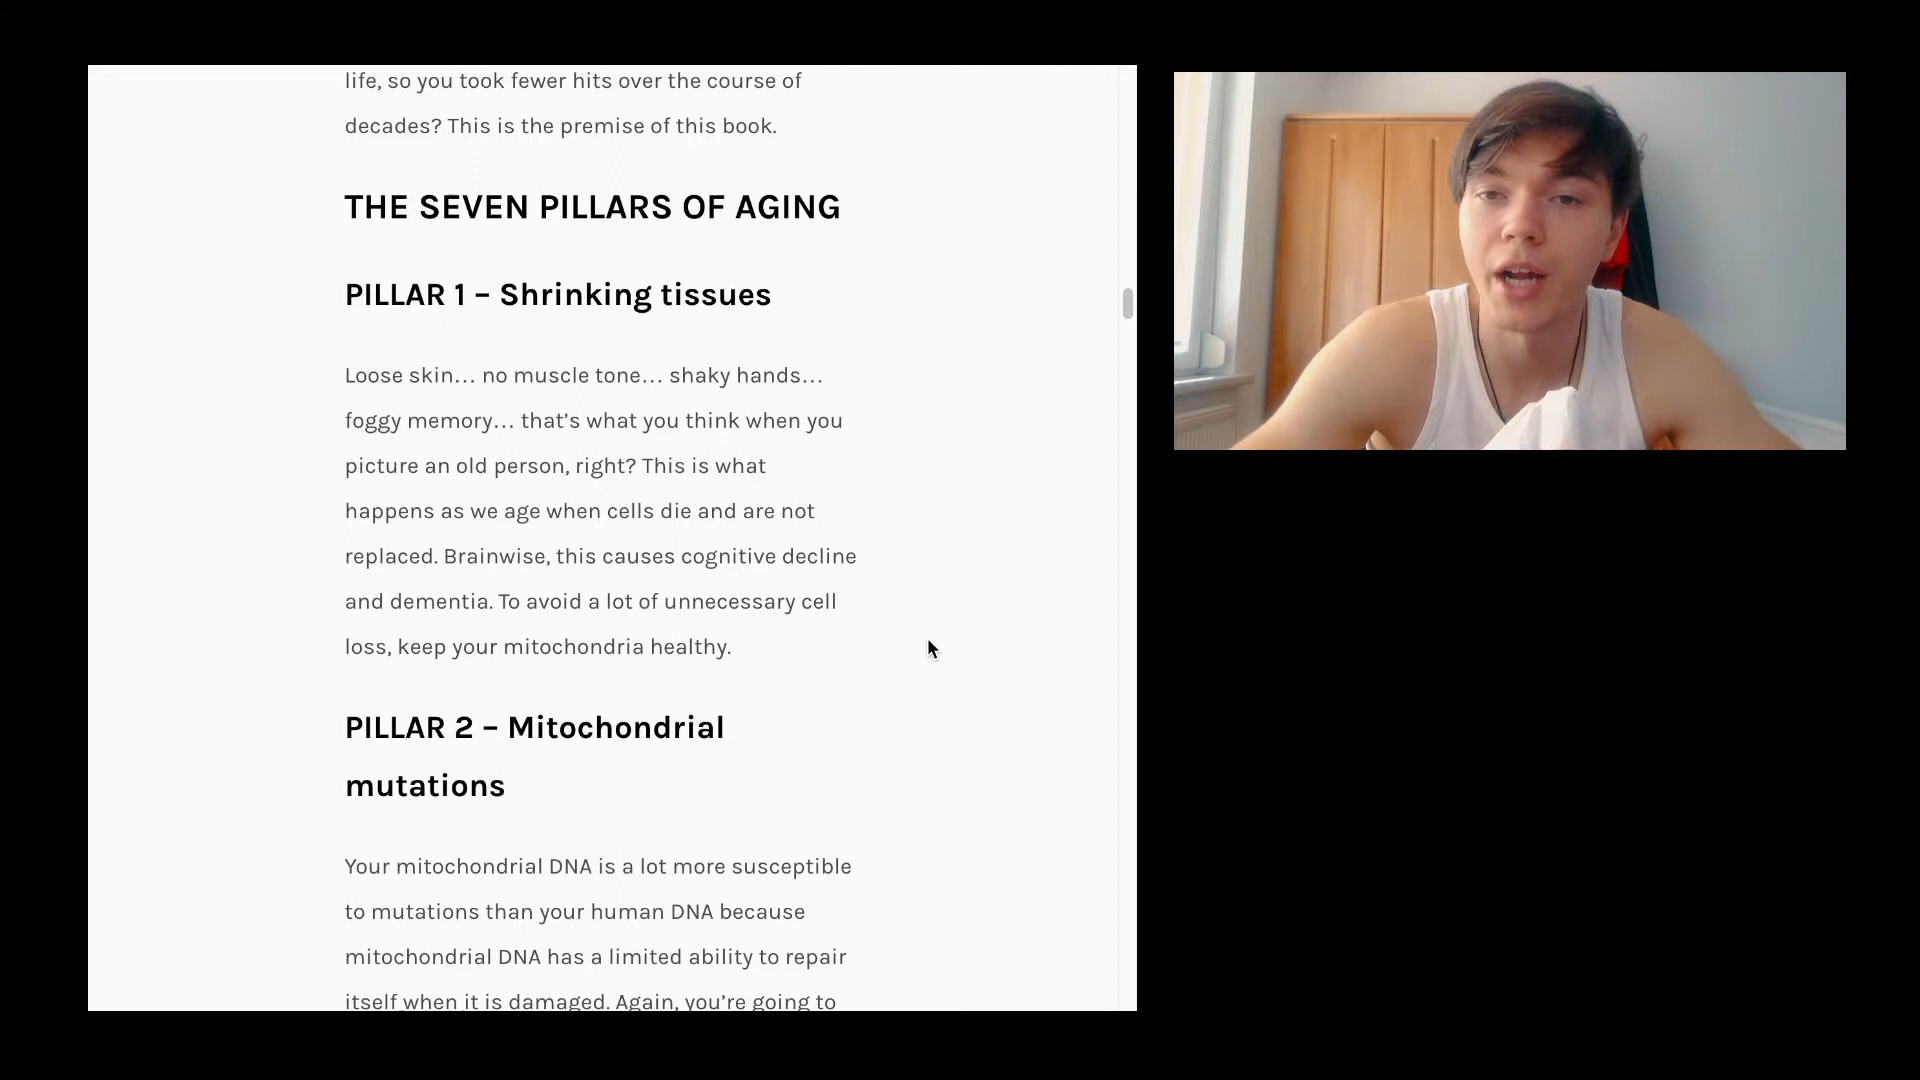 life, so you took fewer hits over the course of
decades? This is the premise of this book.
THE SEVEN PILLARS OF AGING
PILLAR 1 – Shrinking tissues
Loose skin… no muscle tone… shaky hands…
foggy memory… that’s what you think when you
picture an old person, right? This is what
happens as we age when cells die and are not
replaced. Brainwise, this causes cognitive decline
and dementia. To avoid a lot of unnecessary cell
loss, keep your mitochondria healthy.
PILLAR 2 – Mitochondrial
mutations
Your mitochondrial DNA is a lot more susceptible
to mutations than your human DNA because
mitochondrial DNA has a limited ability to repair
itself when it is damaged. Again, you’re going to